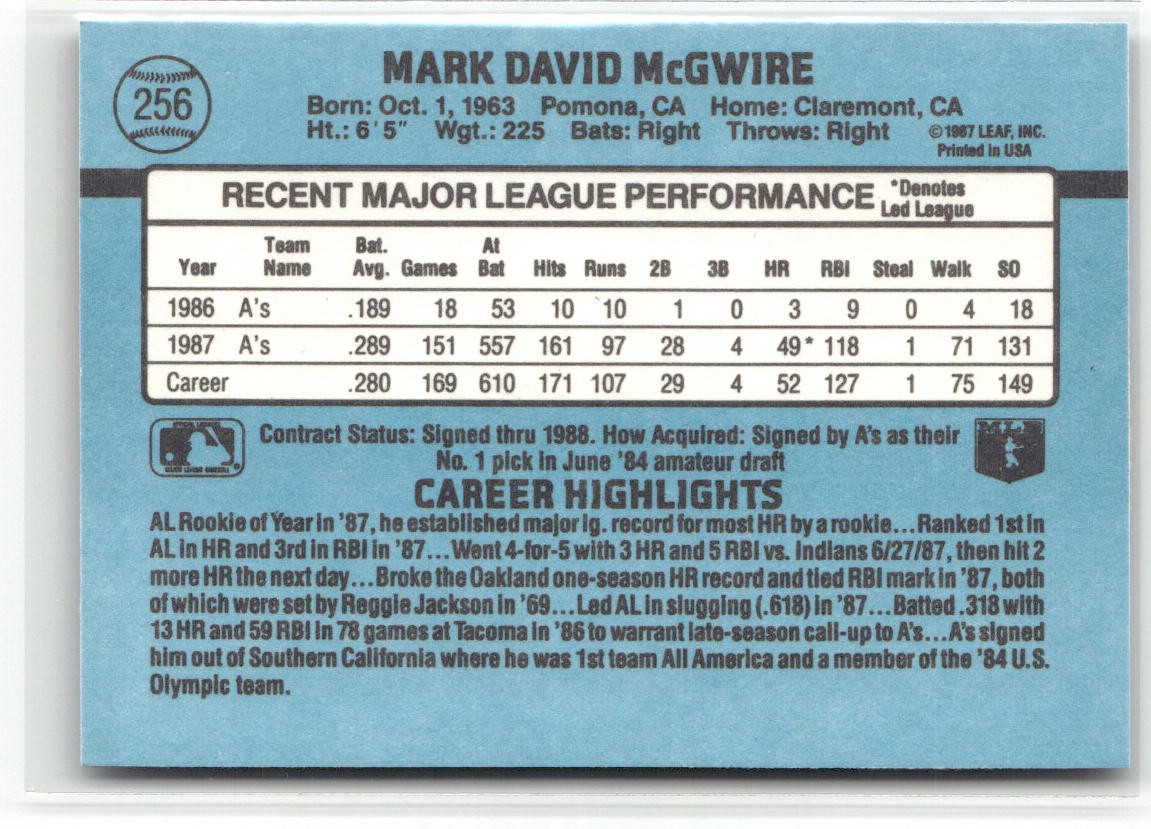 256
MARK DAVID McGWIRE
Born: Oct. 1, 1963 Pomona, CA Home: Claremont, CA
Ht.: 6'5" Wgt.: 225 Bats: Right Throws: Right
©1987 LEAF, INC.
Printed in USA
RECENT MAJOR LEAGUE PERFORMANCE *Denotes
Led League
Year Team Name Bat. Avg. Games At Bat Hits Runs 2B 3B HR RBI Steal Walk SO
1986 A's .189 18 53 10 10 1 0 3 9 0 4 18
1987 A's .289 151 557 161 97 28 4 49* 118 1 71 131
Career .280 169 610 171 107 29 4 52 127 1 75 149
Contract Status: Signed thru 1988. How Acquired: Signed by A's as their
No. 1 pick in June '84 amateur draft
CAREER HIGHLIGHTS
AL Rookie of Year in '87, he established major lg. record for most HR by a rookie...Ranked 1st in
AL in HR and 3rd in RBI in '87...Went 4-for-5 with 3 HR and 5 RBI vs. Indians 6/27/87, then hit 2
more HR the next day...Broke the Oakland one-season HR record and tied RBI mark in '87, both
of which were set by Reggie Jackson in '69...Led AL in slugging (.618) in '87...Batted .318 with
13 HR and 59 RBI in 78 games at Tacoma in '86 to warrant late-season call-up to A's...A's signed
him out of Southern California where he was 1st team All America and a member of the '84 U.S.
Olympic team.